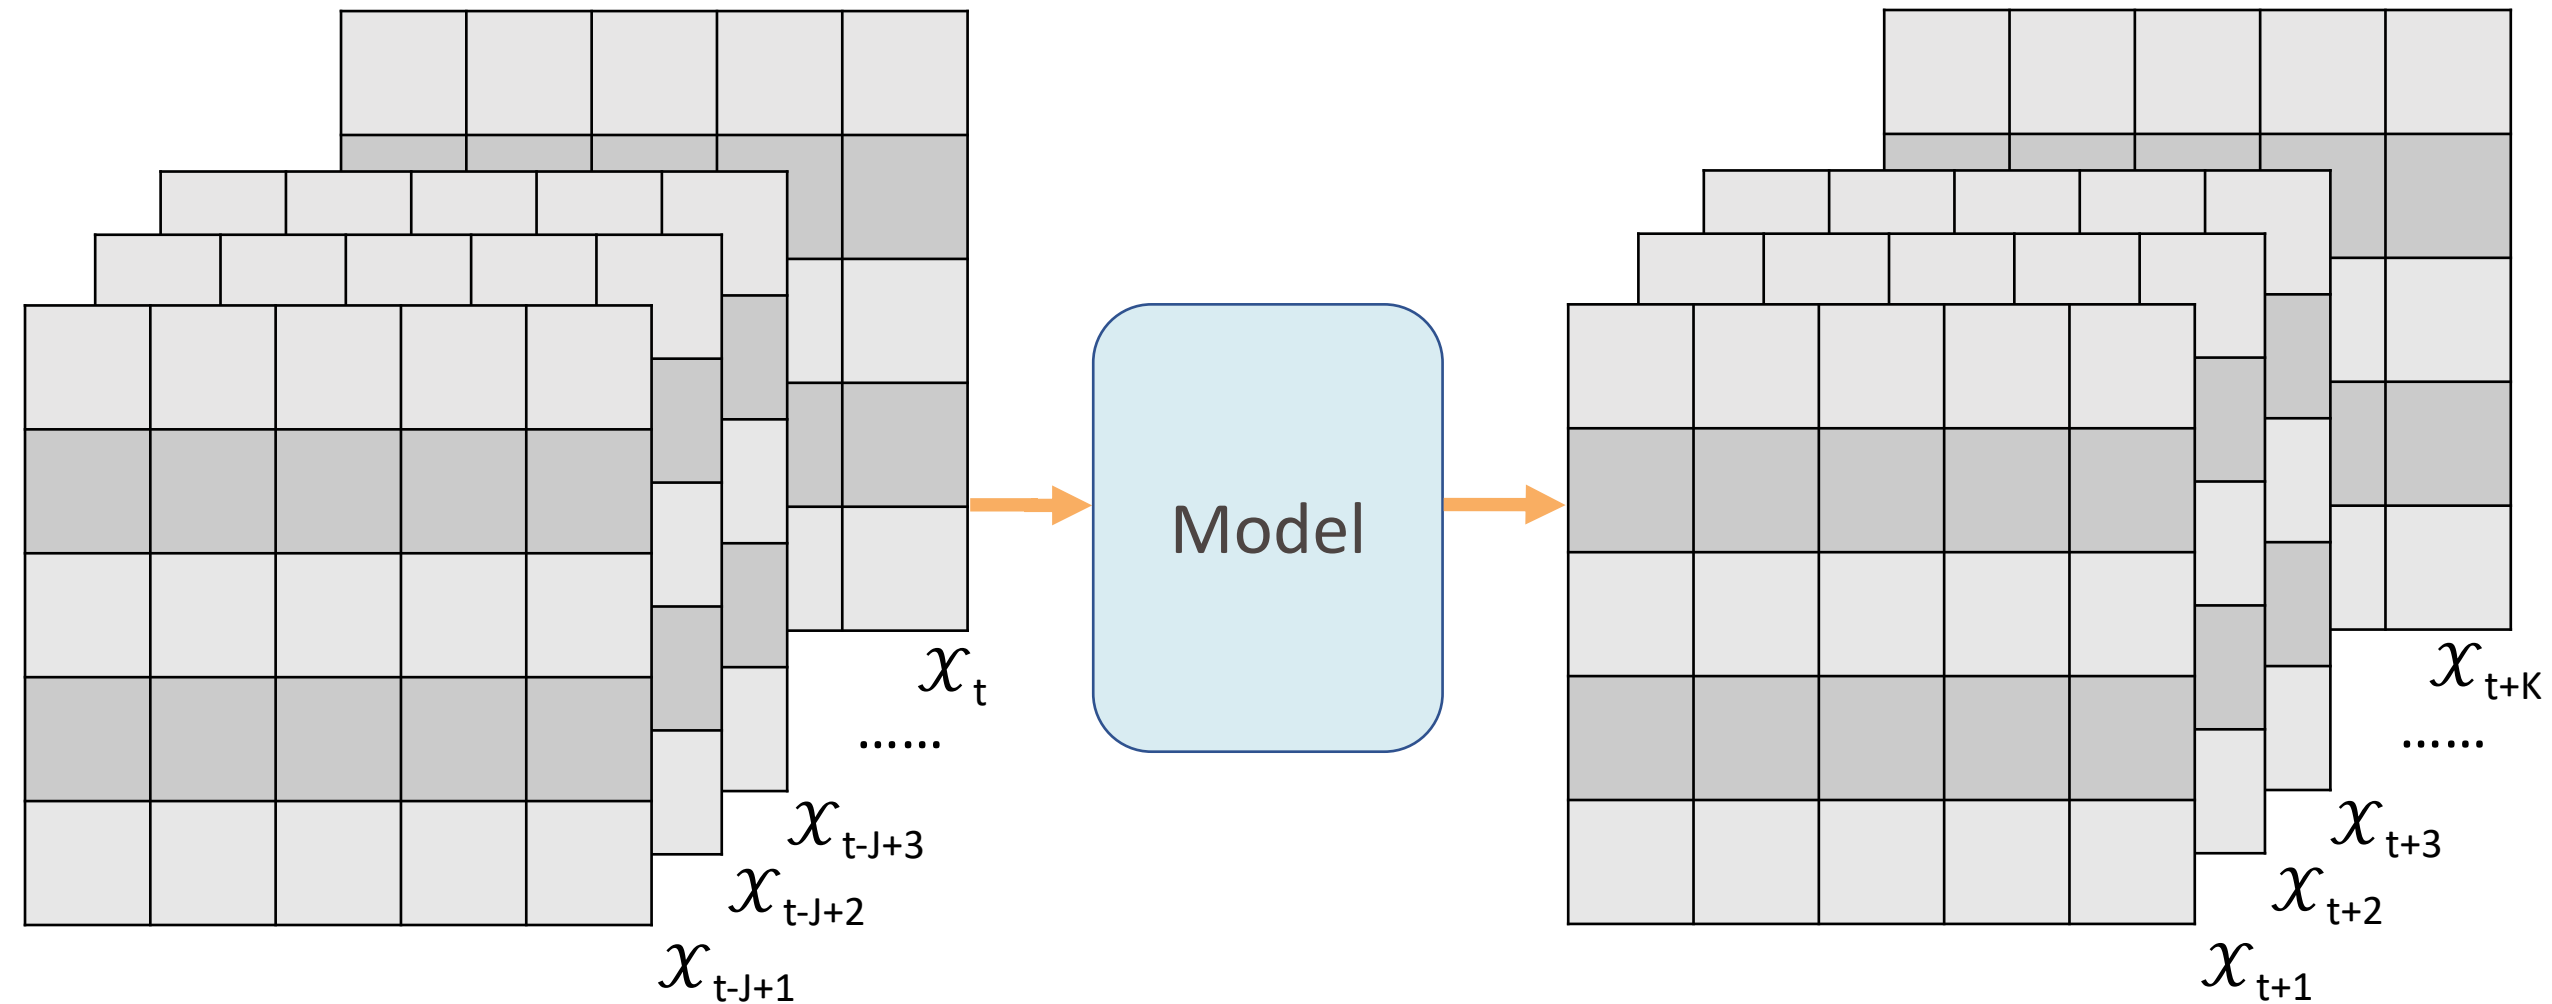 𝒳 t
......
𝒳 t-J+3
𝒳 t-J+2
𝒳 t-J+1
Model
𝒳 t+K
......
𝒳 t+3
𝒳 t+2
𝒳 t+1